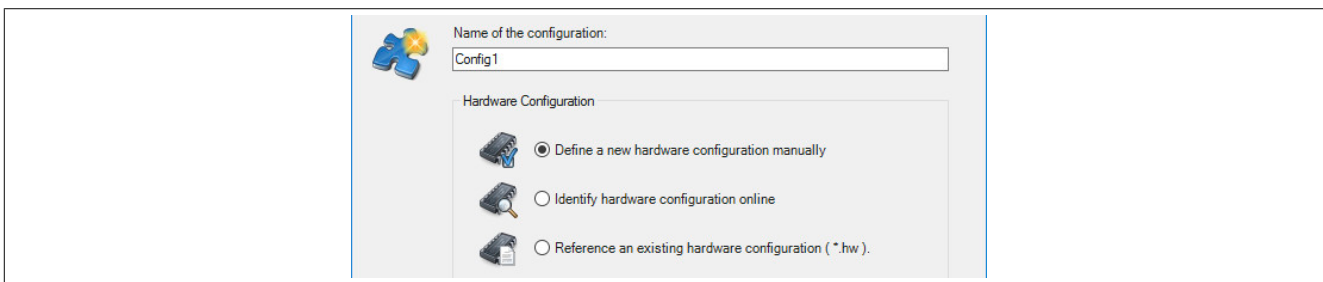 Name of the configuration:
Config1
Hardware Configuration
Define a new hardware configuration manually
Identify hardware configuration online
Reference an existing hardware configuration ( *.hw ).